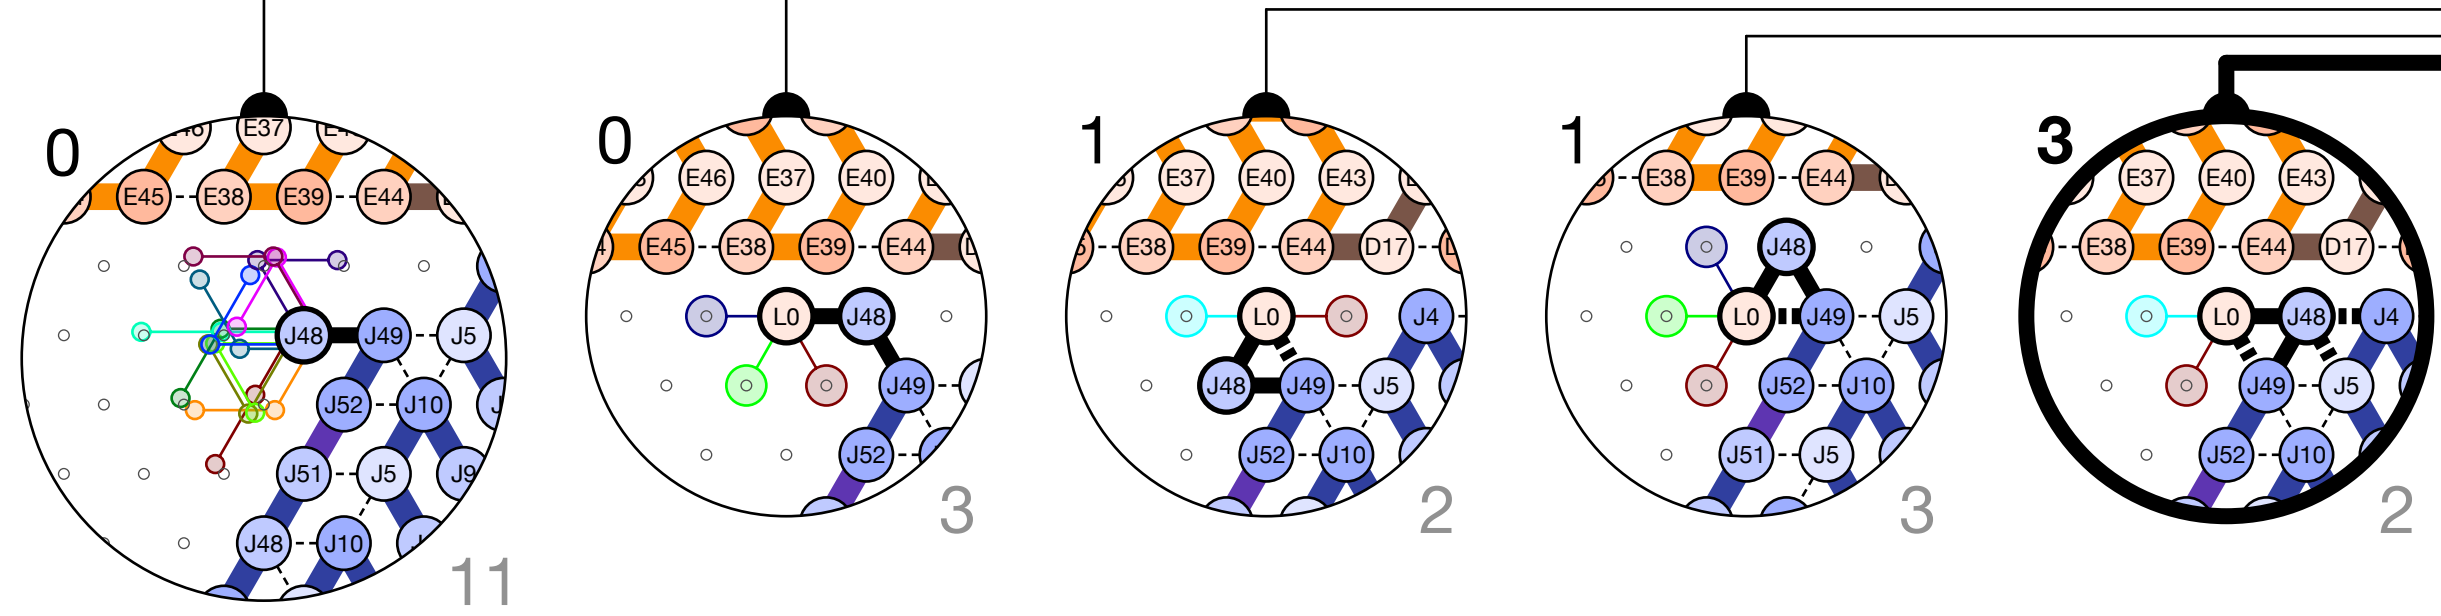 0
E37
E45 E38 E39 E44
J48 J49 J5
J52 J10
J51 J5 J9
J48 J10
11
0
E46 E37 E40
E45 E38 E39 E44
L0 J48
J49
J52
3
1
E37 E40 E43
E38 E39 E44 D17
L0 J4
J48 J49 J5
J52 J10
2
1
E38 E39 E44
J48
L0 J49 J5
J52 J10
J51 J5
3
3
E37 E40 E43
E38 E39 E44 D17
L0 J48 J4
J49 J5
J52 J10
2